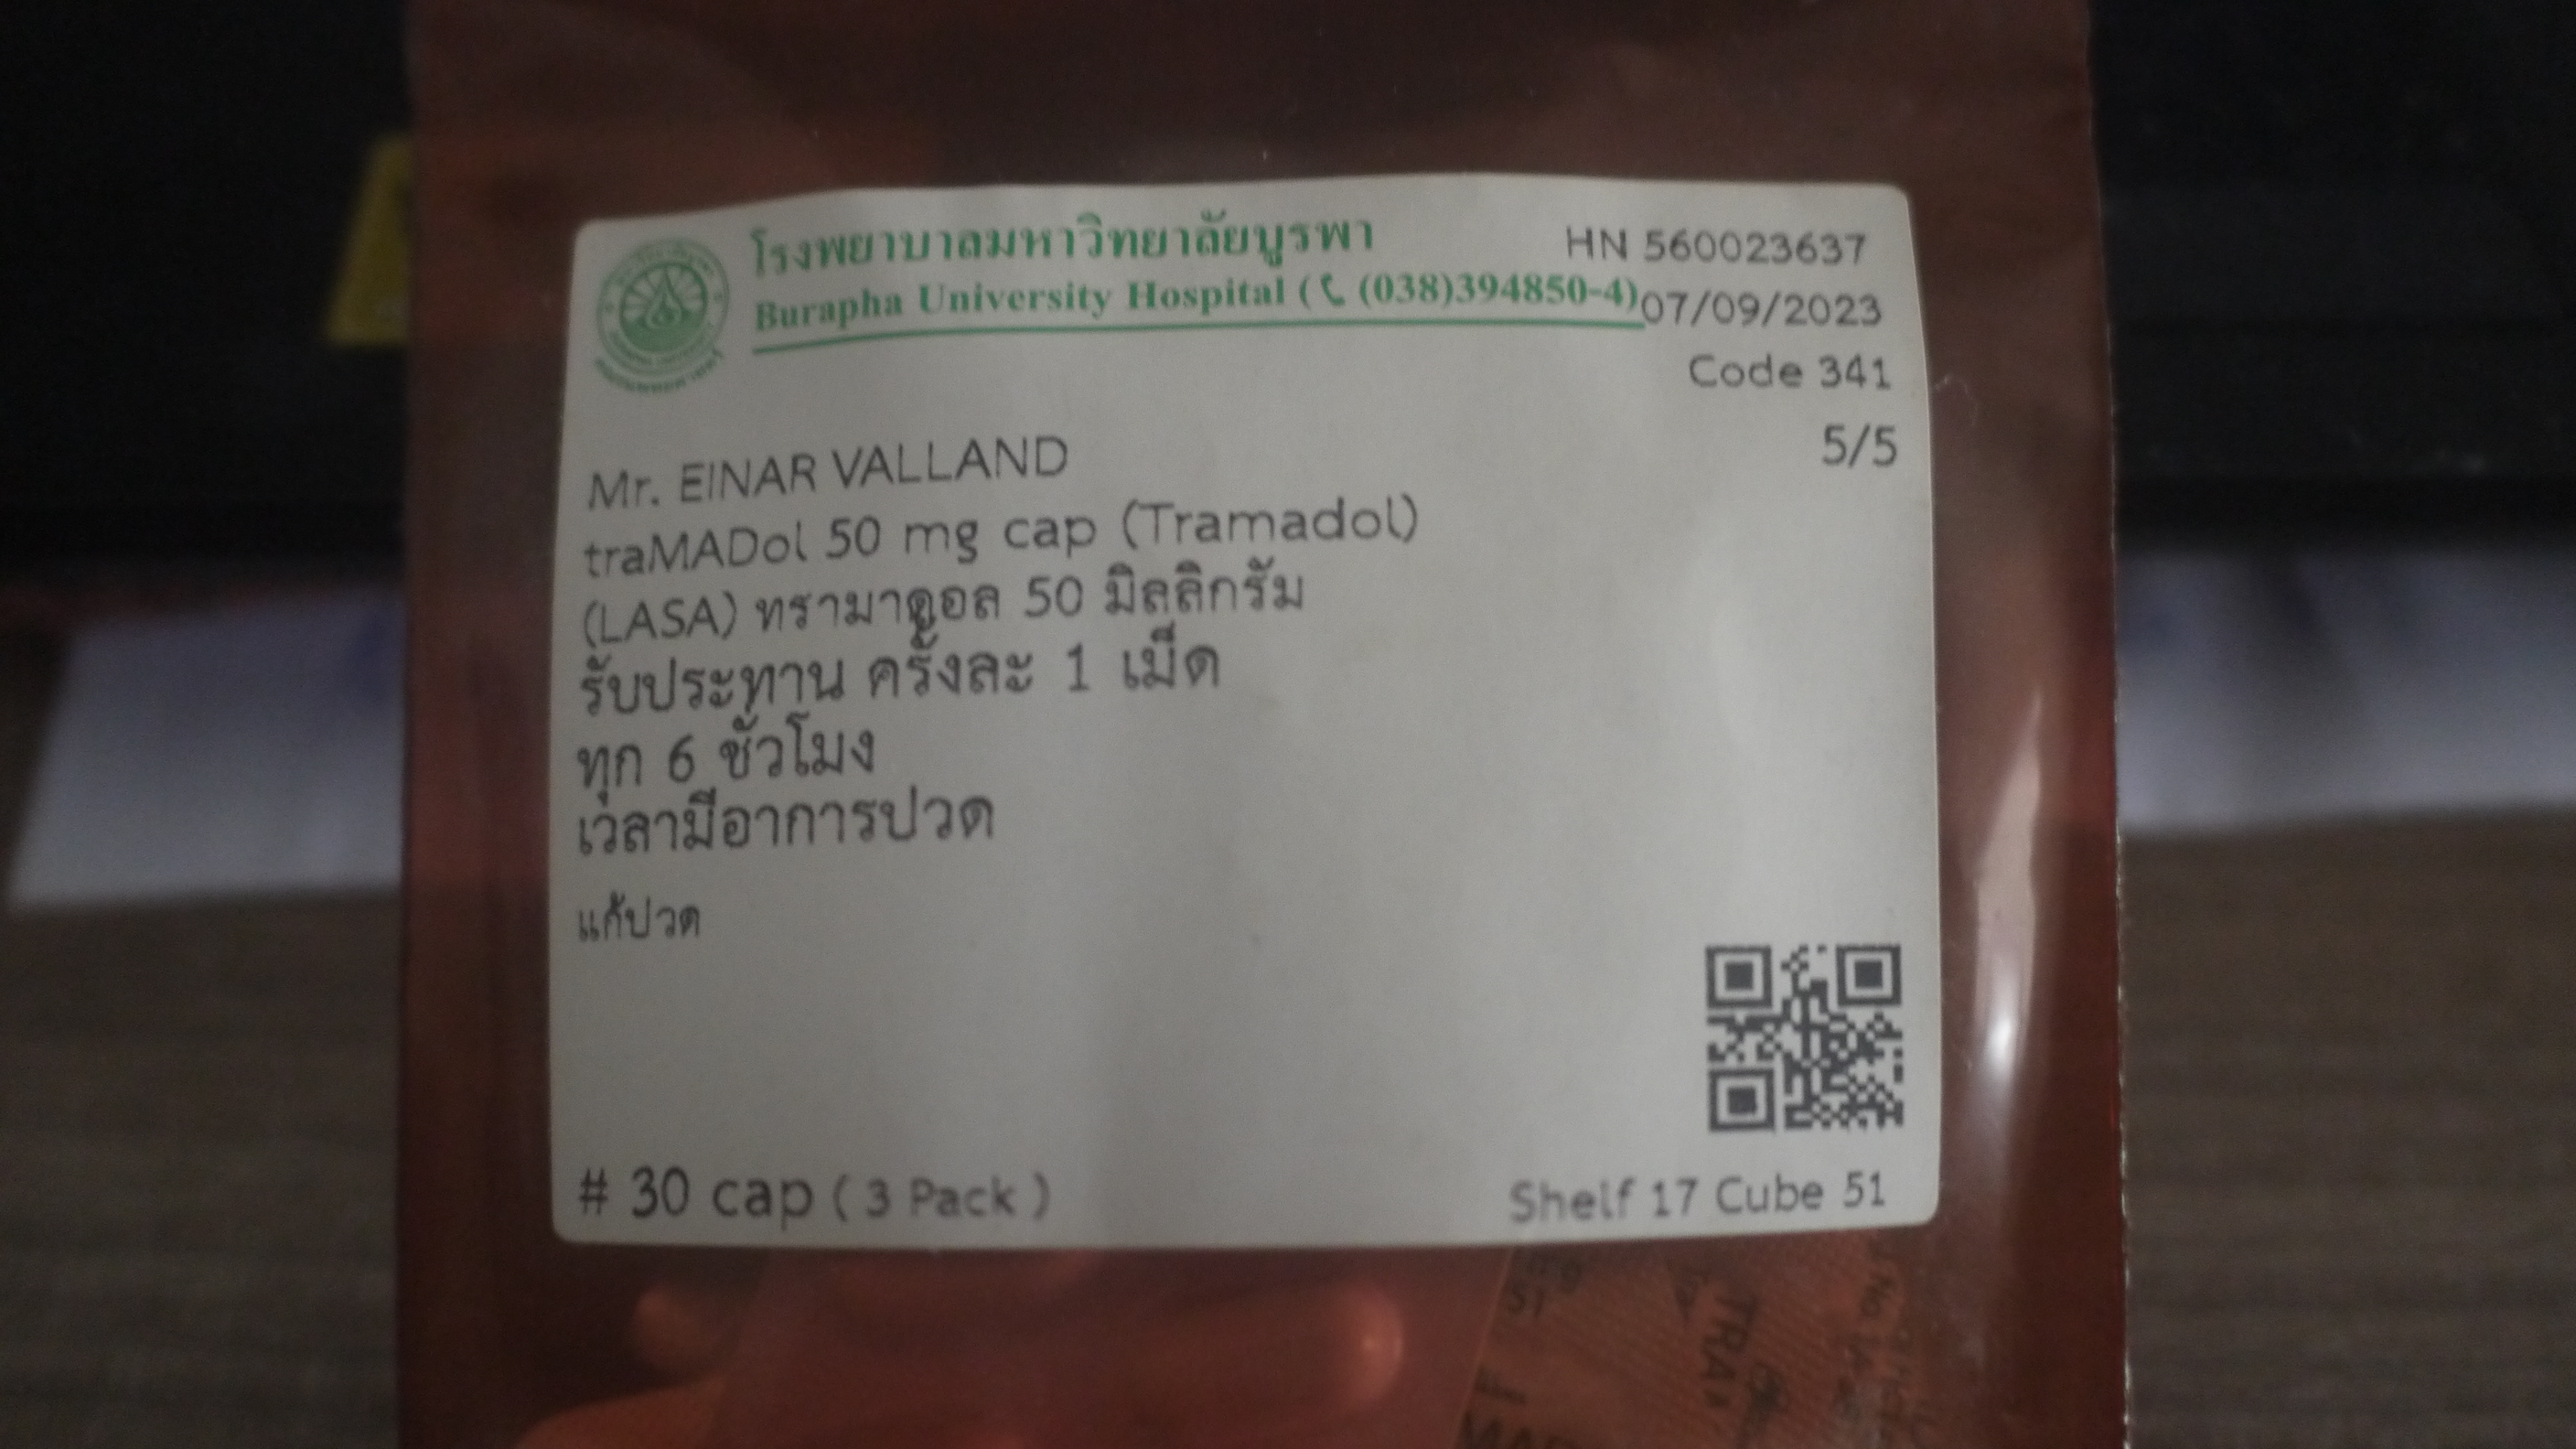 โรงพยาบาลมหาวิทยาลัยบูรพา
HN 560023637
Burapha University Hospital ( (038)394850-4)
07/09/2023
Code 341
5/5
Mr. EINAR VALLAND
traMADol 50 mg cap (Tramadol)
(LASA) ทรามาดอล 50 มิลลิกรัม
รับประทาน ครั้งละ 1 เม็ด
ทุก 6 ชั่วโมง
เวลามีอาการปวด
แก้ปวด
# 30 cap ( 3 Pack )
Shelf 17 Cube 51